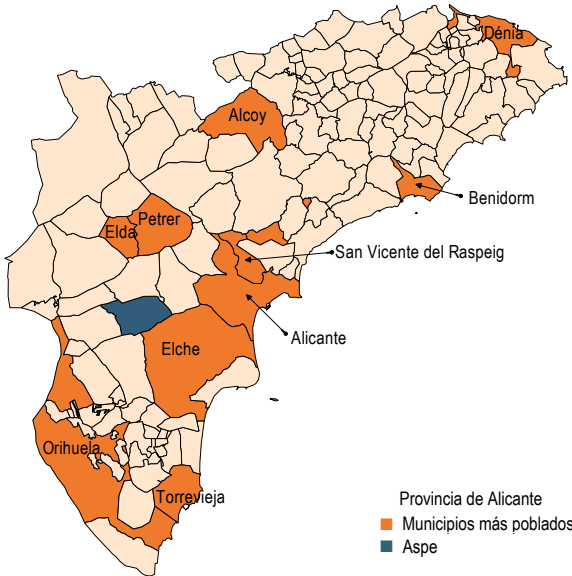 Dénia
Alcoy
Benidorm
Petrer
Elda
San Vicente del Raspeig
Alicante
Elche
Orihuela
Torrevieja
Provincia de Alicante
Municipios más poblados
Aspe